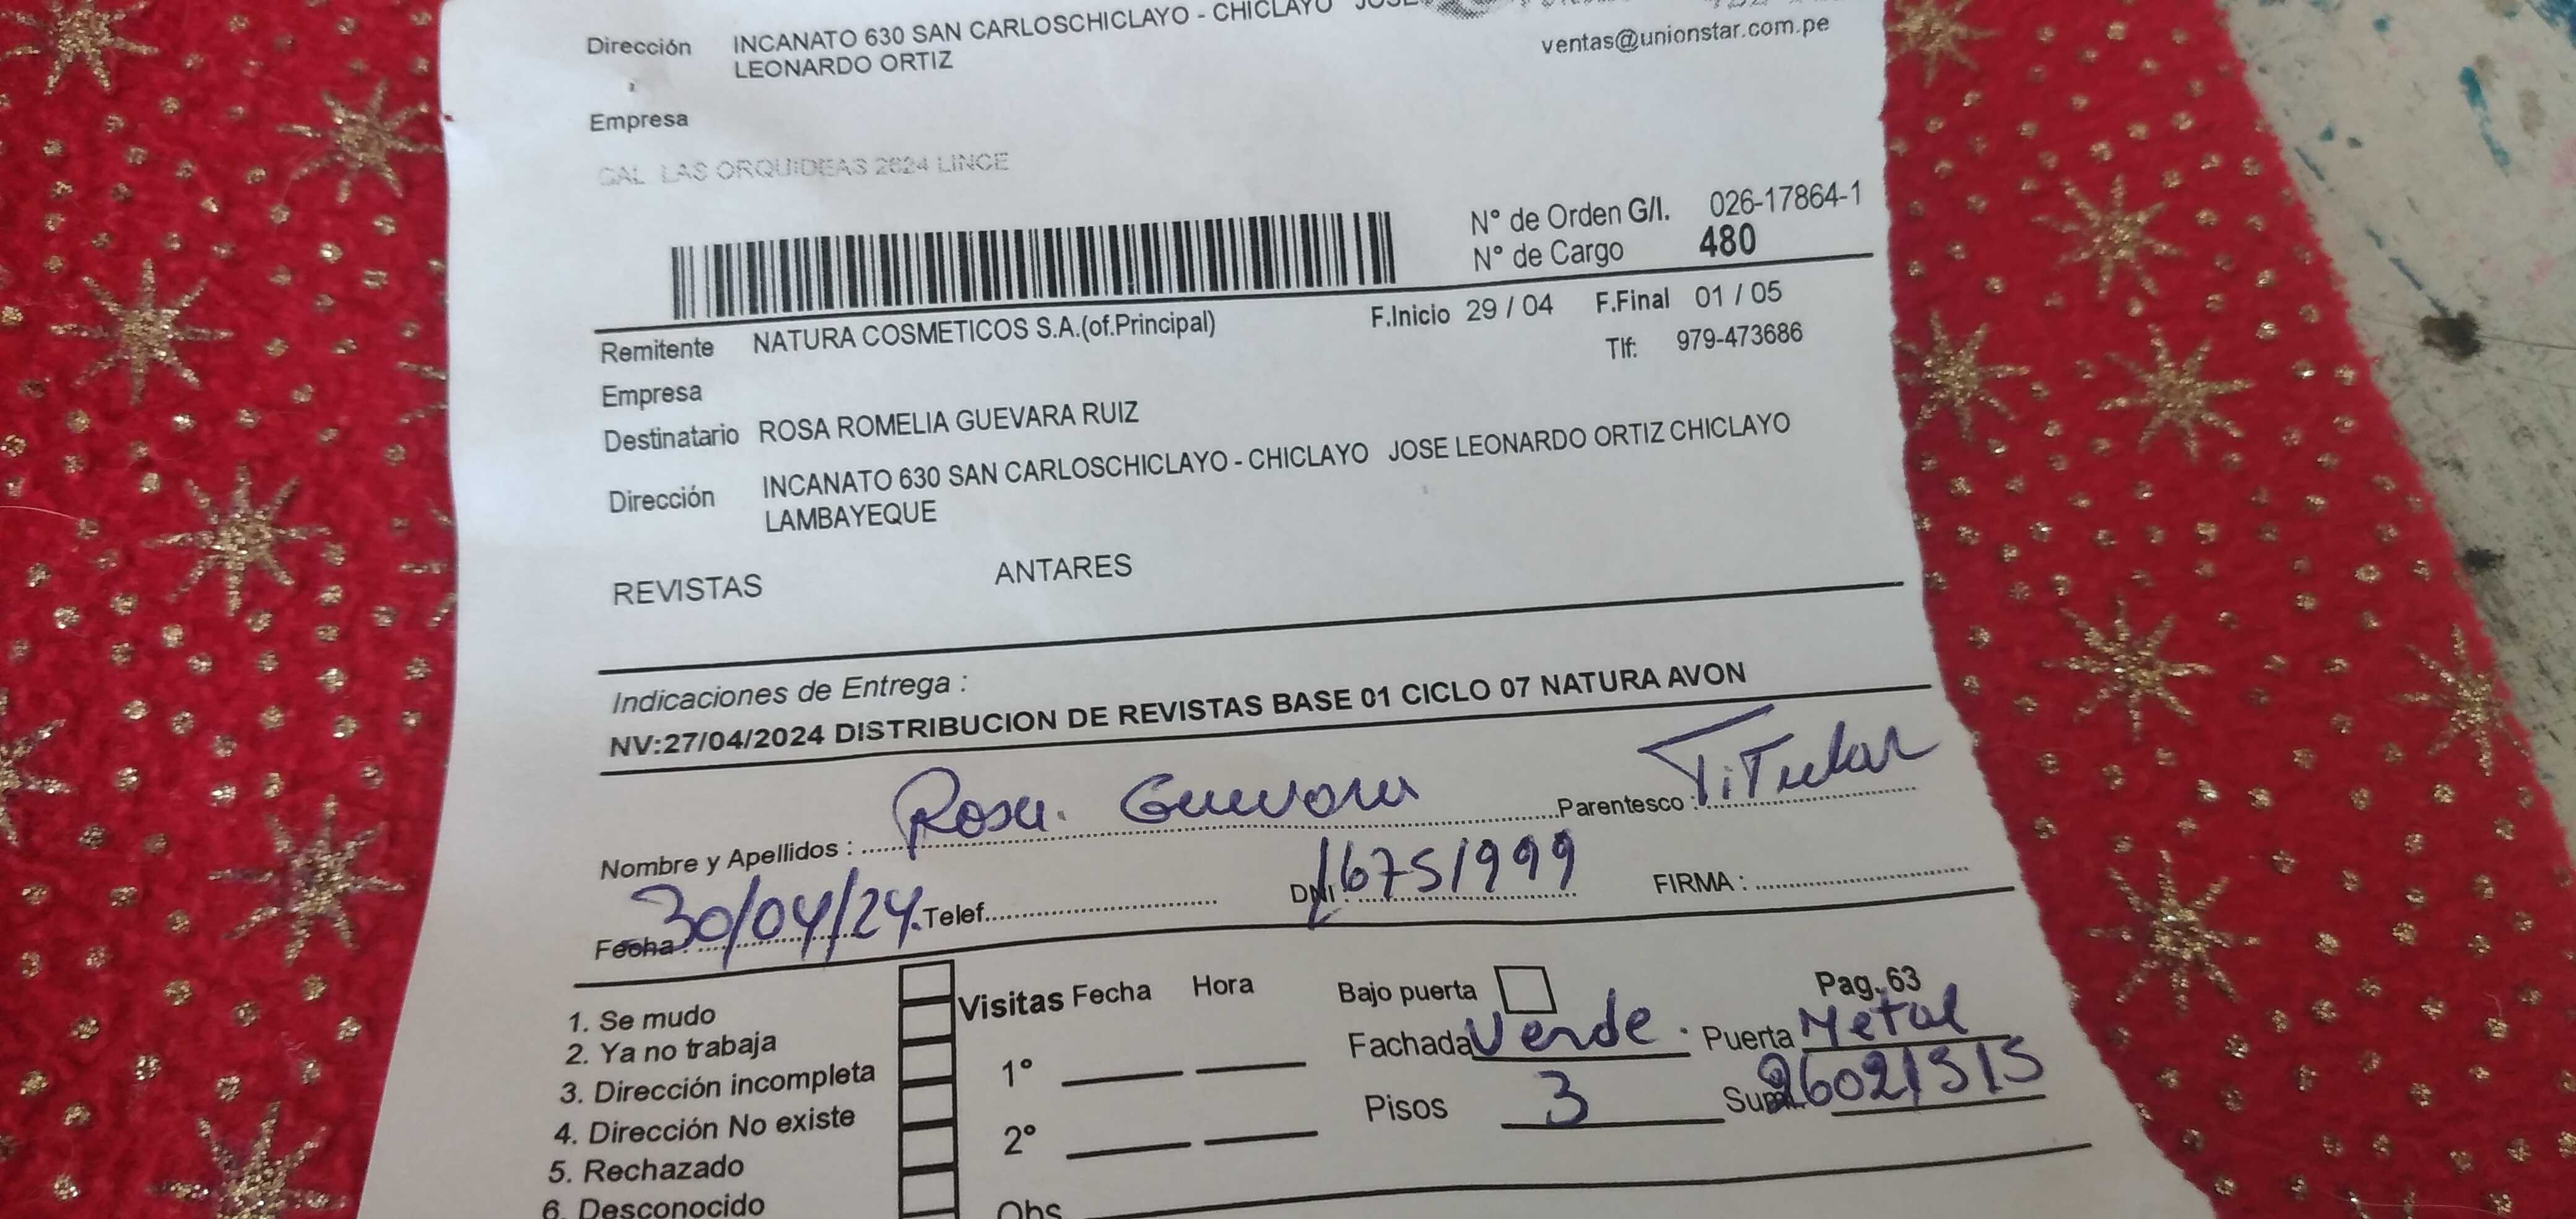 Dirección INCANATO 630 SAN CARLOSCHICLAYO - CHICLAYO JOSE
LEONARDO ORTIZ
ventas@unionstar.com.pe
Empresa
CAL LAS ORQUIDEAS 2624 LINCE
N° de Orden G/I. 026-17864-1
N° de Cargo 480
Remitente NATURA COSMETICOS S.A.(of.Principal) F.Inicio 29 / 04 F.Final 01 / 05
Tlf: 979-473686
Empresa
Destinatario ROSA ROMELIA GUEVARA RUIZ
Dirección INCANATO 630 SAN CARLOSCHICLAYO - CHICLAYO JOSE LEONARDO ORTIZ CHICLAYO
LAMBAYEQUE
REVISTAS ANTARES
Indicaciones de Entrega :
NV:27/04/2024 DISTRIBUCION DE REVISTAS BASE 01 CICLO 07 NATURA AVON
Nombre y Apellidos : Rosa. Guevara Parentesco : TiTular
Fecha : 30/04/24. Telef. DNI : 16751999 FIRMA :
1. Se mudo
2. Ya no trabaja
3. Dirección incompleta
4. Dirección No existe
5. Rechazado
6. Desconocido
Visitas Fecha Hora
1°
2°
Obs
Bajo puerta Pag. 63
Fachada Verde. Puerta Metal
Pisos 3 Sum. 26021515